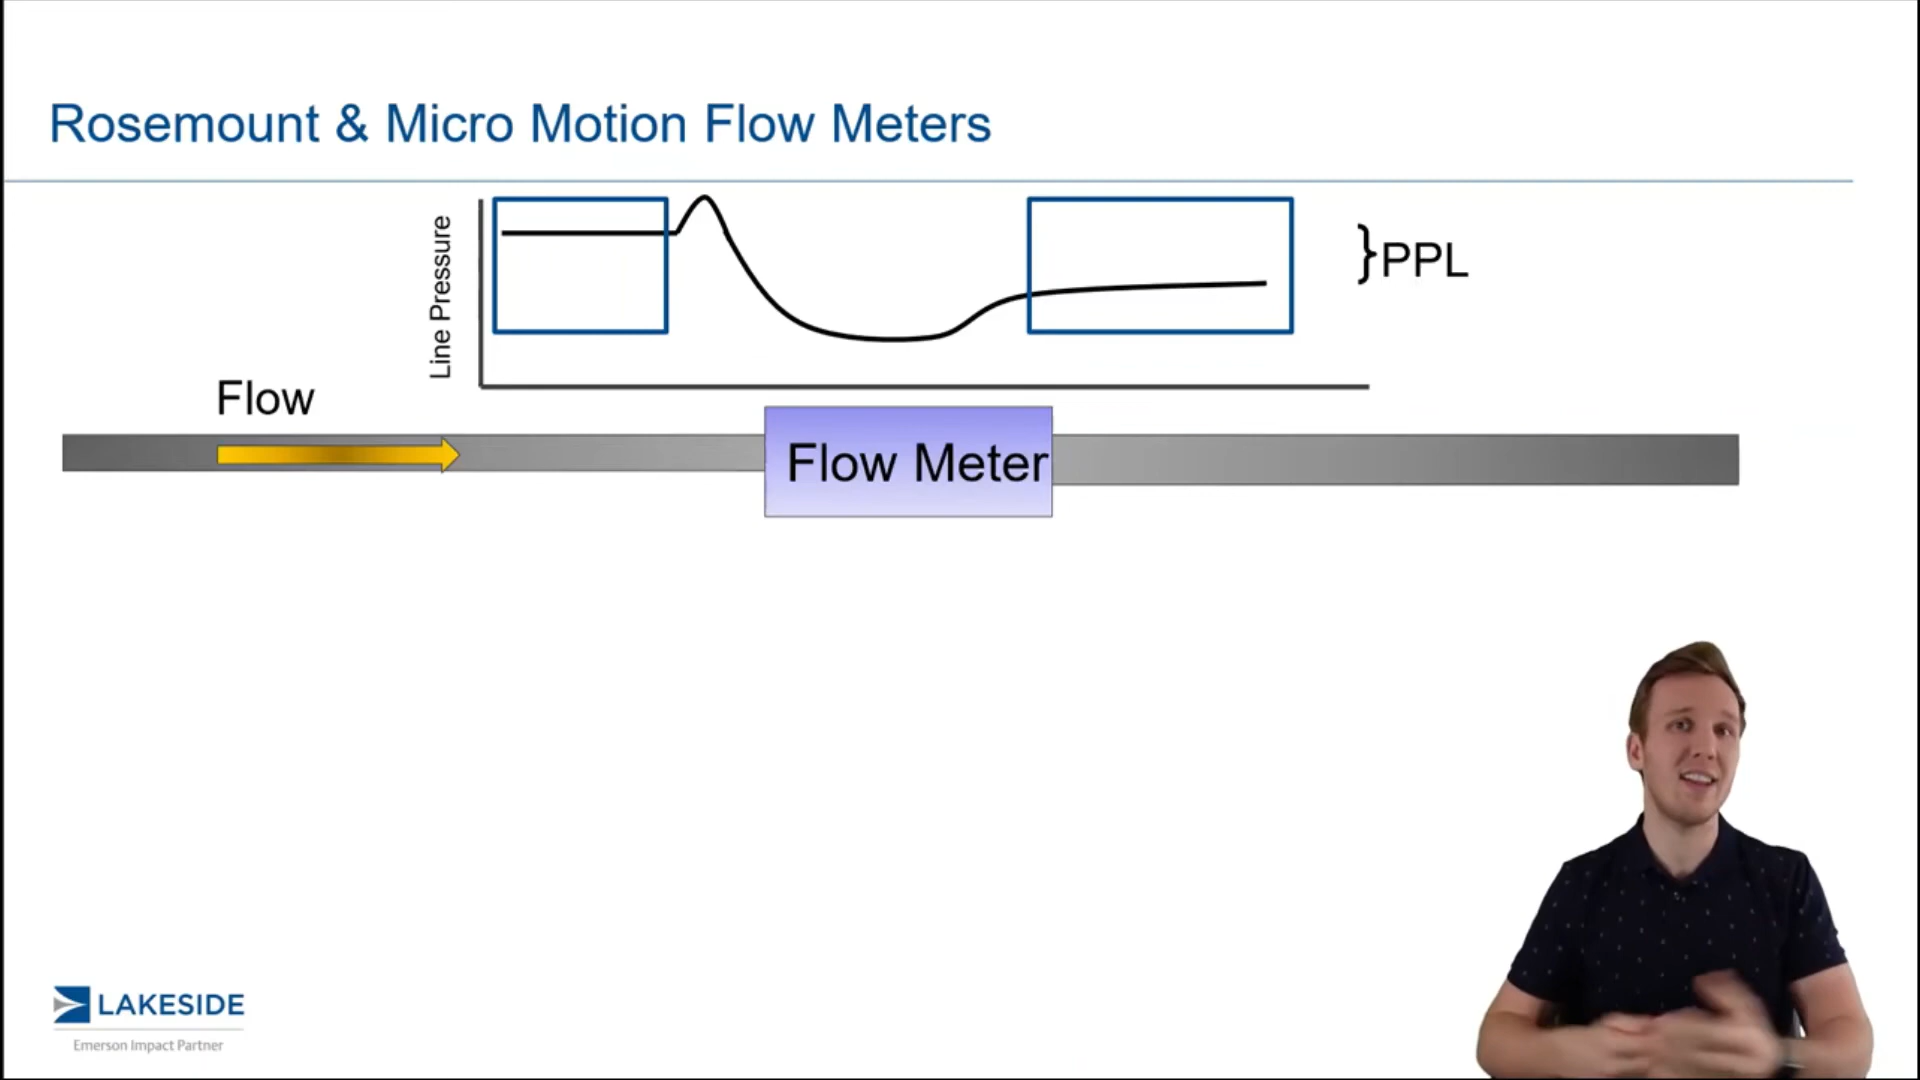 Rosemount & Micro Motion Flow Meters
Line Pressure
}PPL
Flow
Flow Meter
LAKESIDE
Emerson Impact Partner